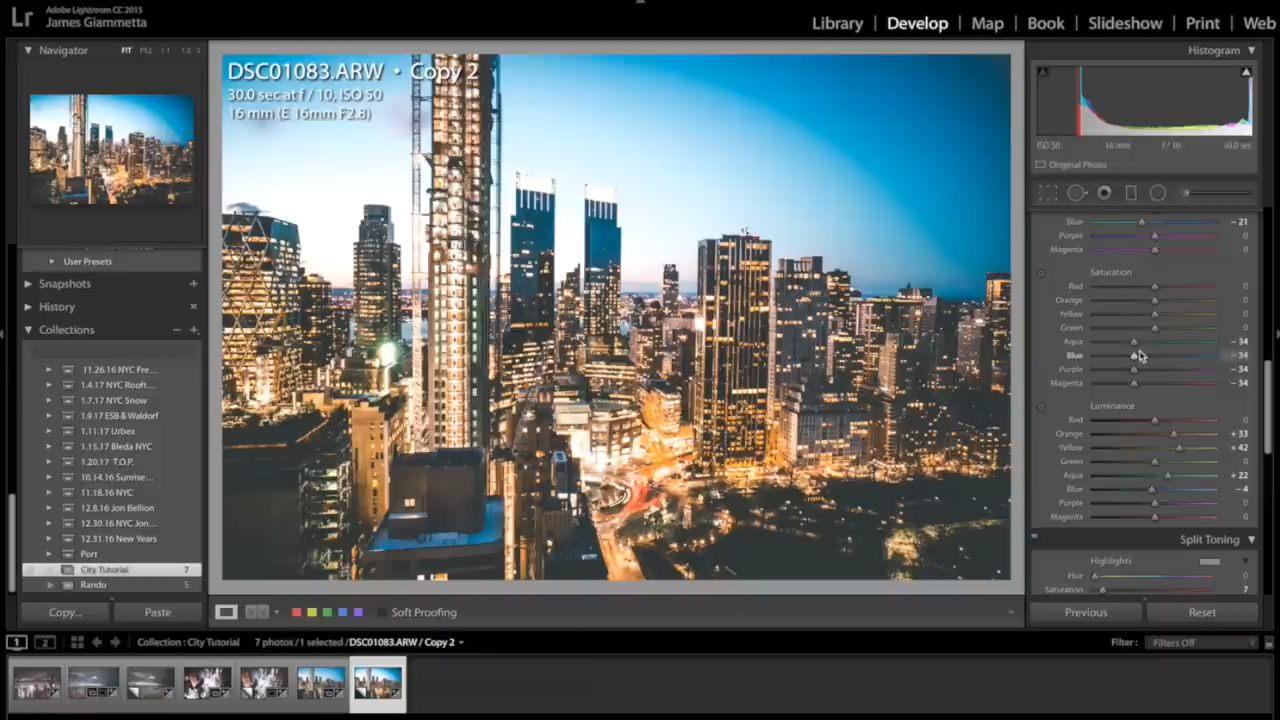 Lr Adobe Lightroom CC 2015
James Giammetta
Library | Develop | Map | Book | Slideshow | Print | Web
Navigator FIT 1:1
Histogram
DSC01083.ARW • Copy 2
30.0 sec at f / 10, ISO 50
16 mm (E 16mm F2.8)
ISO 50 16 mm f / 10 30.0 sec
Original Photo
User Presets
Snapshots +
History ×
Collections − +
11.26.16 NYC Fre...
1.4.17 NYC Rooft...
1.7.17 NYC Snow
1.9.17 ESB & Waldorf
1.11.17 Urbex
1.15.17 Bleda NYC
1.20.17 T.O.P.
10.14.16 Sunrise...
11.18.16 NYC
12.8.16 Jon Bellion
12.30.16 NYC Jon...
12.31.16 New Years
Port
City Tutorial 7
Rando 5
Copy... Paste
Blue − 21
Purple 0
Magenta 0
Saturation
Red 0
Orange 0
Yellow 0
Green 0
Aqua − 34
Blue − 34
Purple − 34
Magenta − 34
Luminance
Red 0
Orange + 33
Yellow + 42
Green 0
Aqua + 22
Blue − 4
Purple 0
Magenta 0
Split Toning
Highlights
Hue 0
Saturation 7
Previous Reset
Soft Proofing
1 2 Collection : City Tutorial 7 photos / 1 selected / DSC01083.ARW / Copy 2
Filter : Filters Off